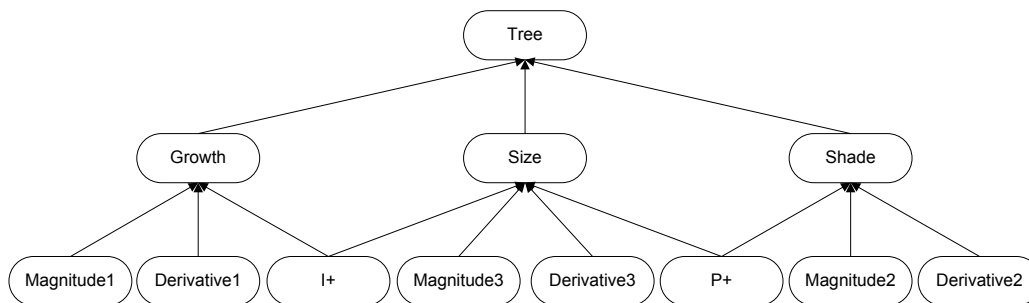 Tree
Growth
Size
Shade
Magnitude1
Derivative1
I+
Magnitude3
Derivative3
P+
Magnitude2
Derivative2